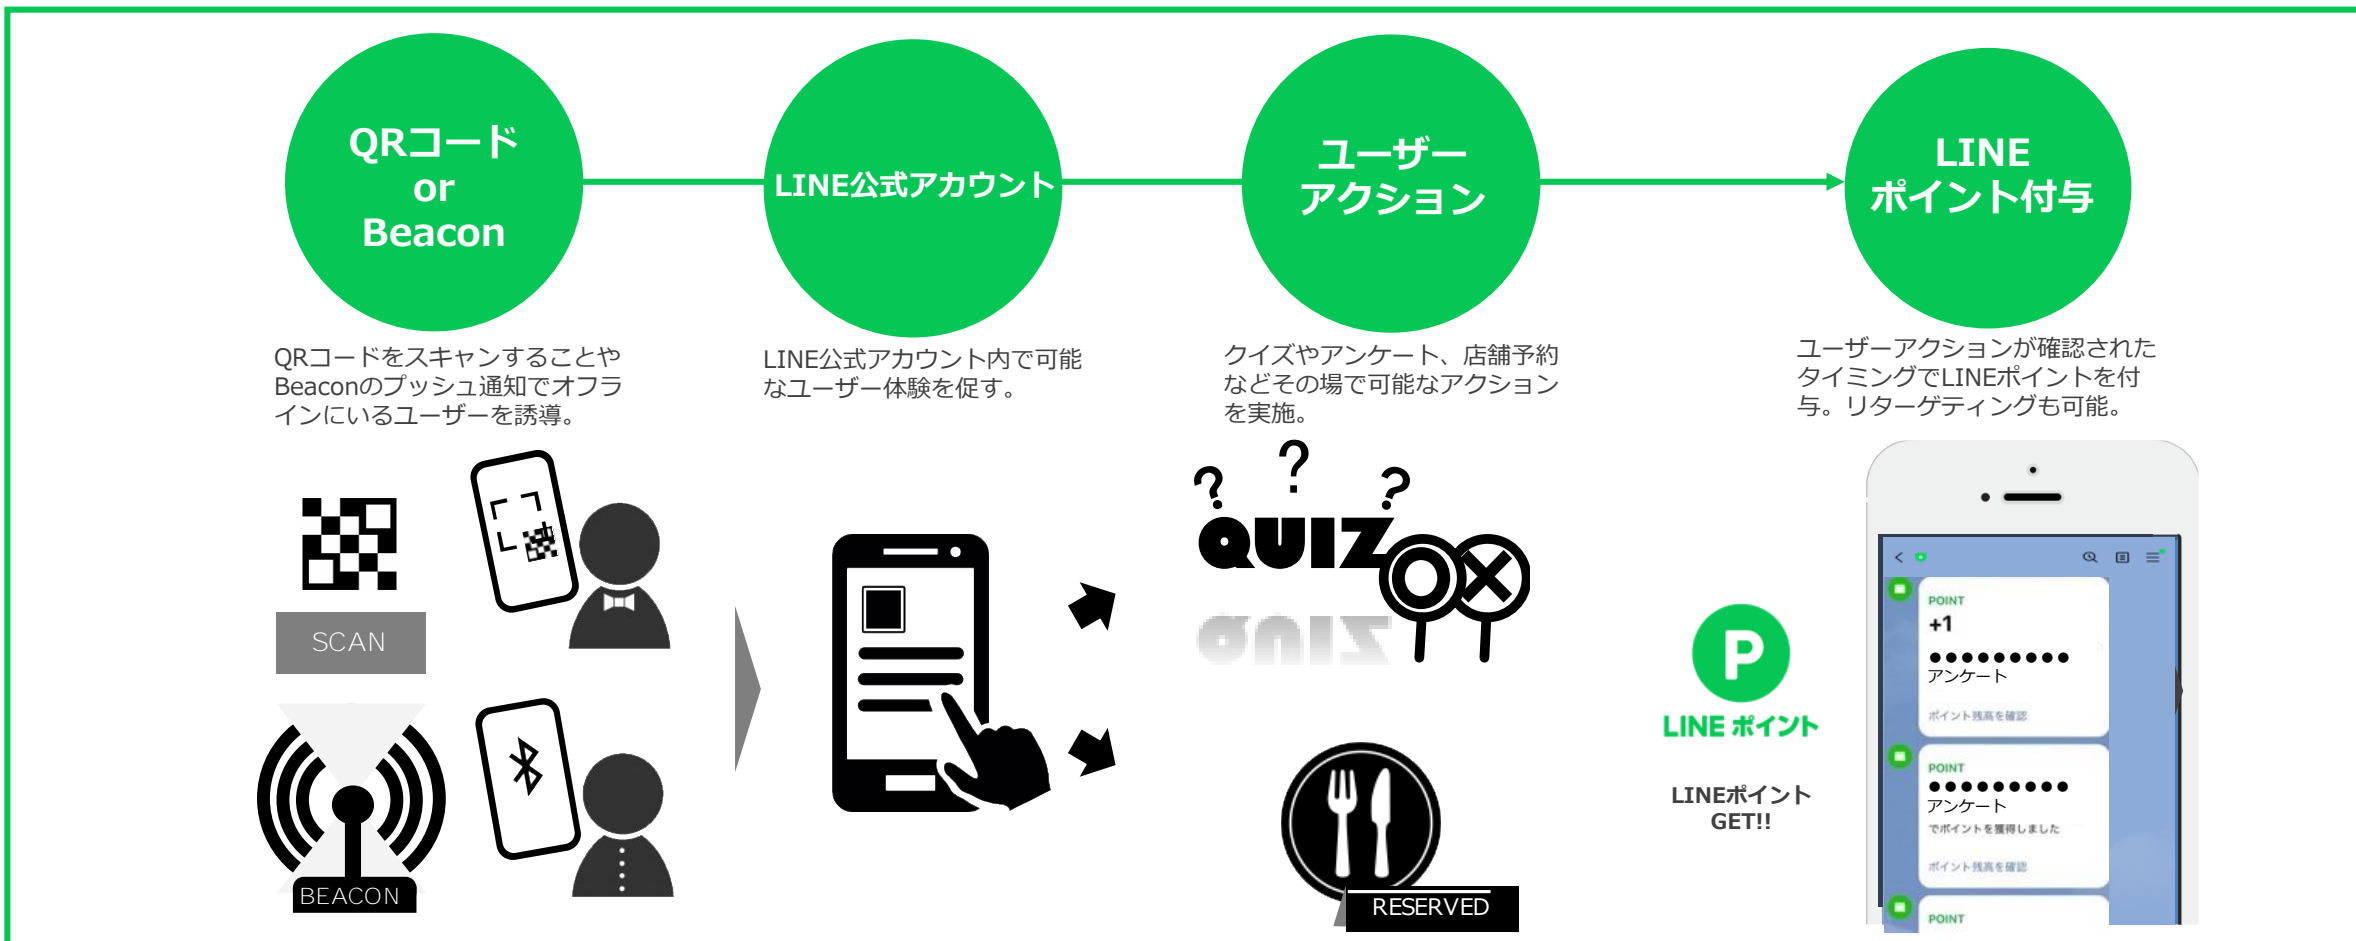 QRコード
or
Beacon
LINE公式アカウント
ユーザー
アクション
LINE
ポイント付与
QRコードをスキャンすることや
Beaconのプッシュ通知でオフラ
インにいるユーザーを誘導。
LINE公式アカウント内で可能
なユーザー体験を促す。
クイズやアンケート、店舗予約
などその場で可能なアクション
を実施。
ユーザーアクションが確認された
タイミングでLINEポイントを付
与。リターゲティングも可能。
SCAN
BEACON
? ? ?
QUIZ
RESERVED
P
LINE ポイント
LINEポイント
GET!!
POINT
+1
●●●●●●●●●
アンケート
ポイント残高を確認
POINT
●●●●●●●●●
アンケート
でポイントを獲得しました
ポイント残高を確認
POINT